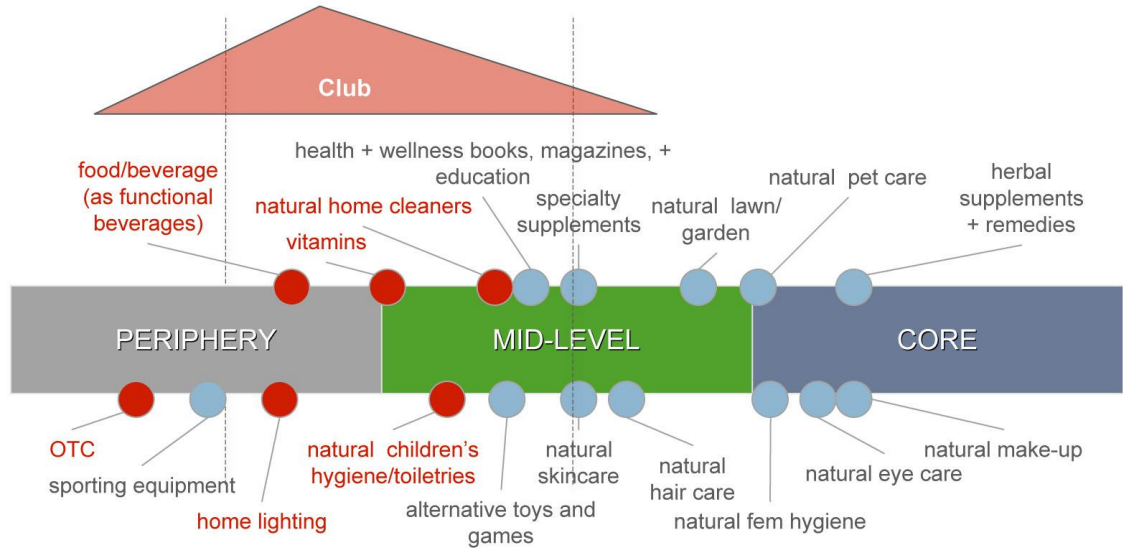 Club
health + wellness books, magazines, +
education
food/beverage
(as functional
beverages)
natural home cleaners
vitamins
specialty
supplements
natural lawn/
garden
natural pet care
herbal
supplements
+ remedies
PERIPHERY
MID-LEVEL
CORE
OTC
sporting equipment
home lighting
natural children's
hygiene/toiletries
alternative toys and
games
natural
skincare
natural
hair care
natural fem hygiene
natural eye care
natural make-up